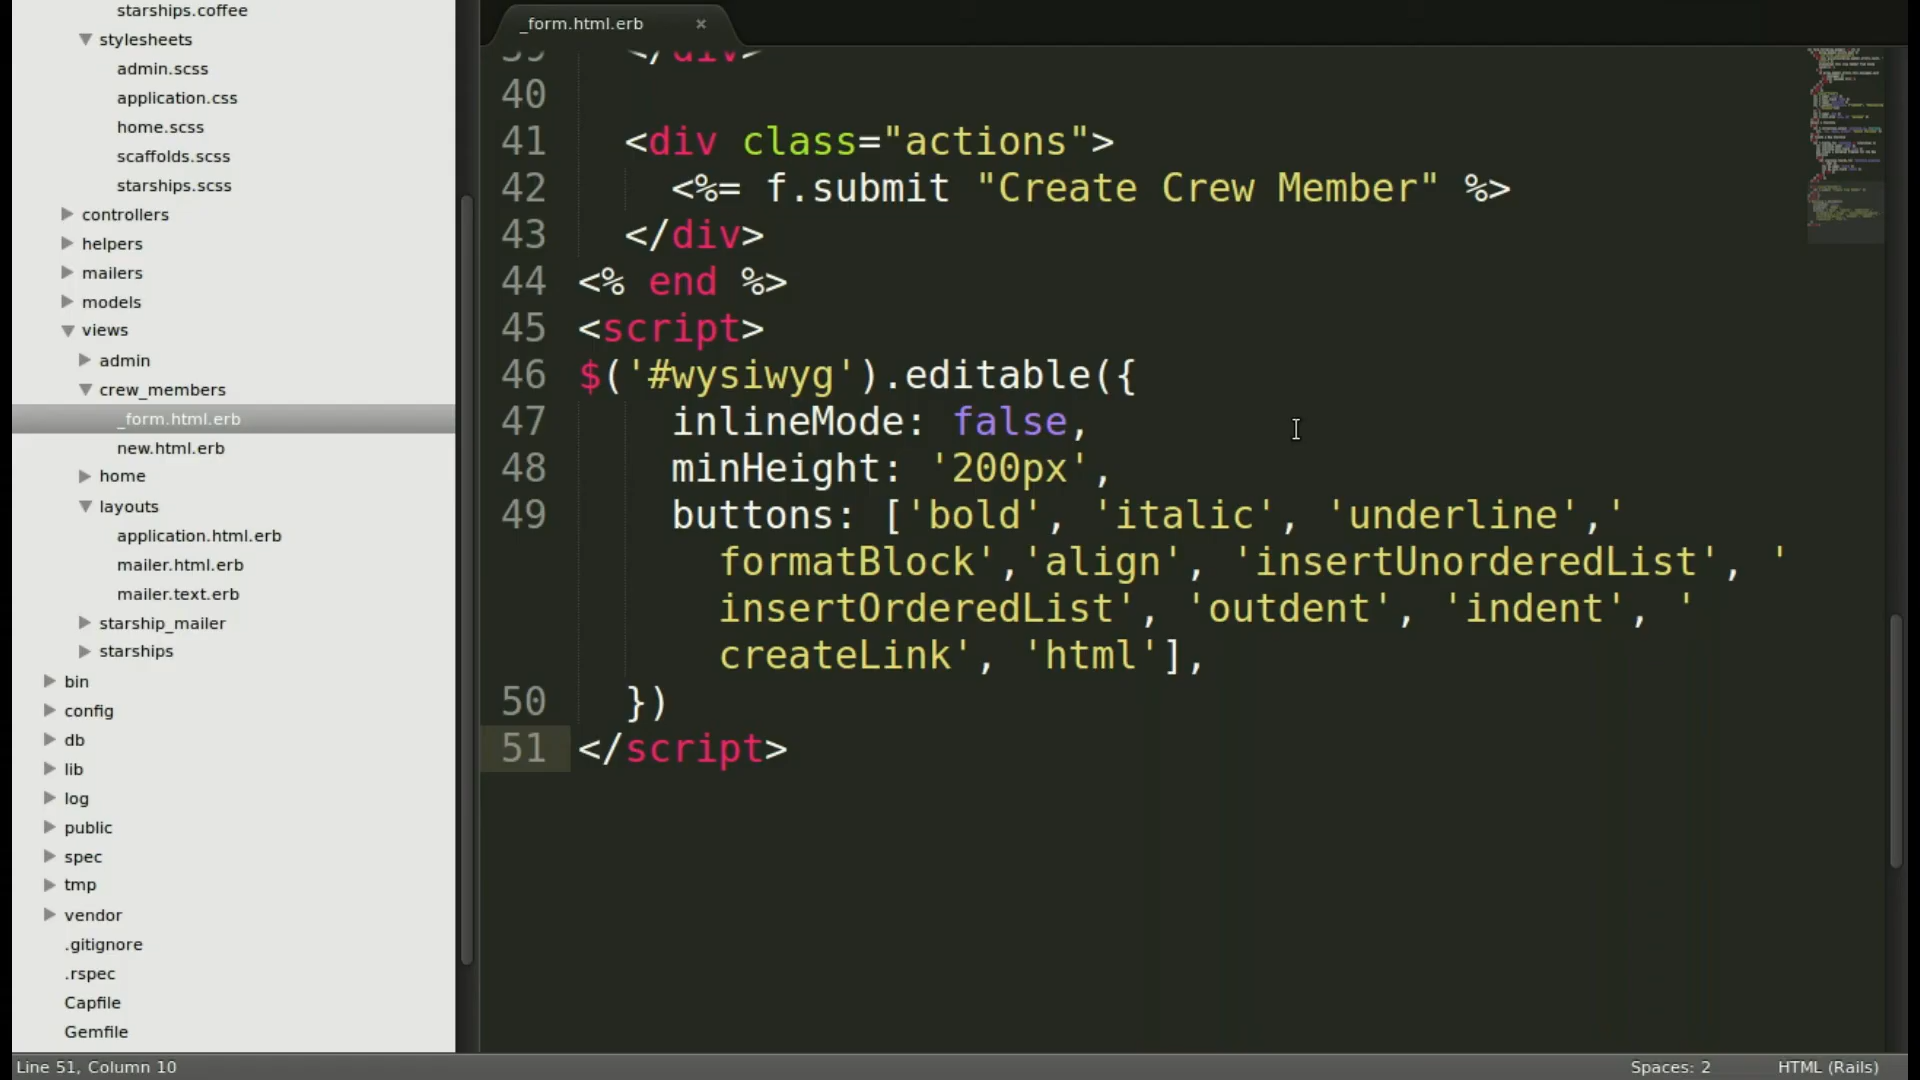 starships.coffee
stylesheets
admin.scss
application.css
home.scss
scaffolds.scss
starships.scss
controllers
helpers
mailers
models
views
admin
crew_members
_form.html.erb
new.html.erb
home
layouts
application.html.erb
mailer.html.erb
mailer.text.erb
starship_mailer
starships
bin
config
db
lib
log
public
spec
tmp
vendor
.gitignore
.rspec
Capfile
Gemfile
_form.html.erb ×
39 </div>
40
41 <div class="actions">
42 <%= f.submit "Create Crew Member" %>
43 </div>
44 <% end %>
45 <script>
46 $('#wysiwyg').editable({
47 inlineMode: false,
48 minHeight: '200px',
49 buttons: ['bold', 'italic', 'underline','
formatBlock','align', 'insertUnorderedList', '
insertOrderedList', 'outdent', 'indent', '
createLink', 'html'],
50 })
51 </script>
Line 51, Column 10
Spaces: 2
HTML (Rails)